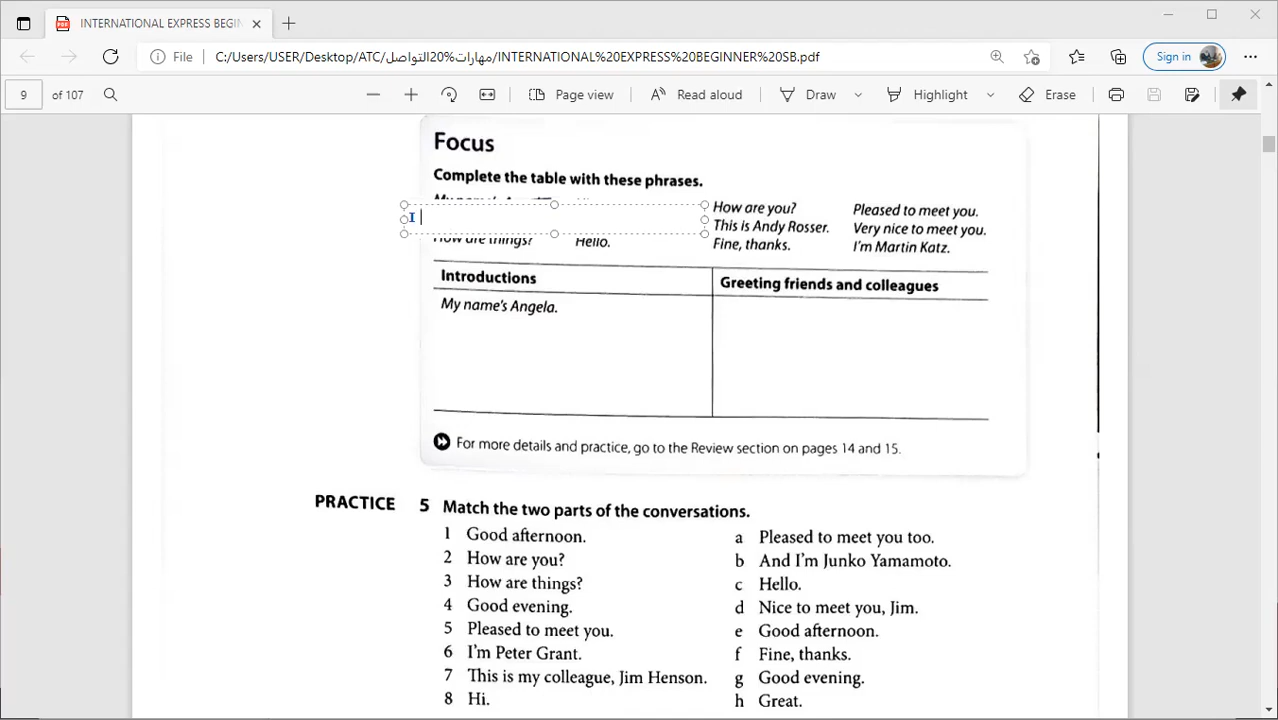 INTERNATIONAL EXPRESS BEGIN
File C:/Users/USER/Desktop/ATC/مهارات%20التواصل/INTERNATIONAL%20EXPRESS%20BEGINNER%20SB.pdf Sign in
9 of 107 Page view Read aloud Draw Highlight Erase
Focus
Complete the table with these phrases.
How are you? Pleased to meet you.
This is Andy Rosser. Very nice to meet you.
How are things? Hello. Fine, thanks. I'm Martin Katz.
Introductions Greeting friends and colleagues
My name's Angela.
For more details and practice, go to the Review section on pages 14 and 15.
PRACTICE 5 Match the two parts of the conversations.
1 Good afternoon. a Pleased to meet you too.
2 How are you? b And I'm Junko Yamamoto.
3 How are things? c Hello.
4 Good evening. d Nice to meet you, Jim.
5 Pleased to meet you. e Good afternoon.
6 I'm Peter Grant. f Fine, thanks.
7 This is my colleague, Jim Henson. g Good evening.
8 Hi. h Great.